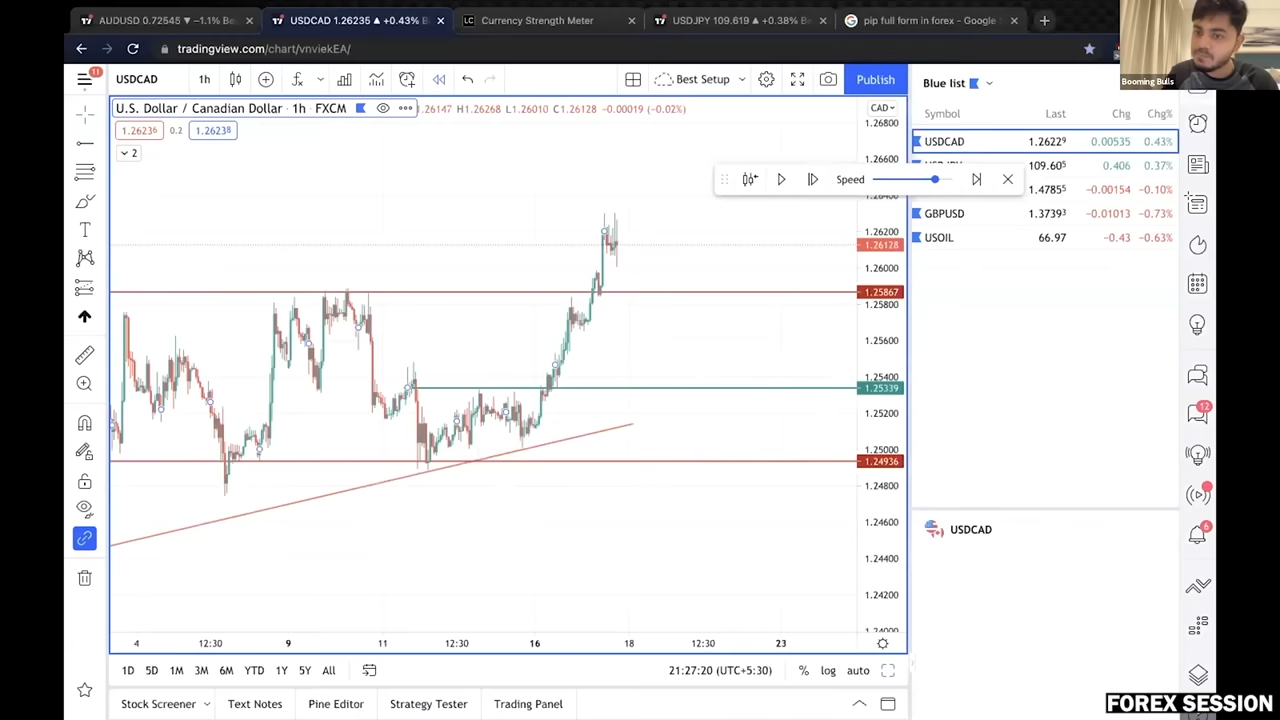 AUDUSD 0.72545 ▼ −1.1% Be
USDCAD 1.26235 ▲ +0.43% B
LC Currency Strength Meter
USDJPY 109.619 ▲ +0.38% B
pip full form in forex - Google S
tradingview.com/chart/vnviekEA/
Booming Bulls
11
USDCAD 1h
Best Setup
Publish
Blue list
U.S. Dollar / Canadian Dollar · 1h · FXCM
1.26147 H1.26268 L1.26010 C1.26128 −0.00019 (−0.02%)
CAD
Symbol Last Chg Chg%
1.26236 0.2 1.26238
2
USDCAD 1.26229 0.00535 0.43%
109.605 0.406 0.37%
1.47855 −0.00154 −0.10%
GBPUSD 1.37393 −0.01013 −0.73%
USOIL 66.97 −0.43 −0.63%
Speed
1.26800
1.26600
1.26200
1.26128
1.26000
1.25867
1.25800
1.25600
1.25400
1.25339
1.25200
1.25000
1.24936
1.24800
1.24600
1.24400
1.24200
1.24000
12
6
USDCAD
4 12:30 9 11 12:30 16 18 12:30 23
1D 5D 1M 3M 6M YTD 1Y 5Y All
21:27:20 (UTC+5:30) % log auto
Stock Screener Text Notes Pine Editor Strategy Tester Trading Panel
FOREX SESSION